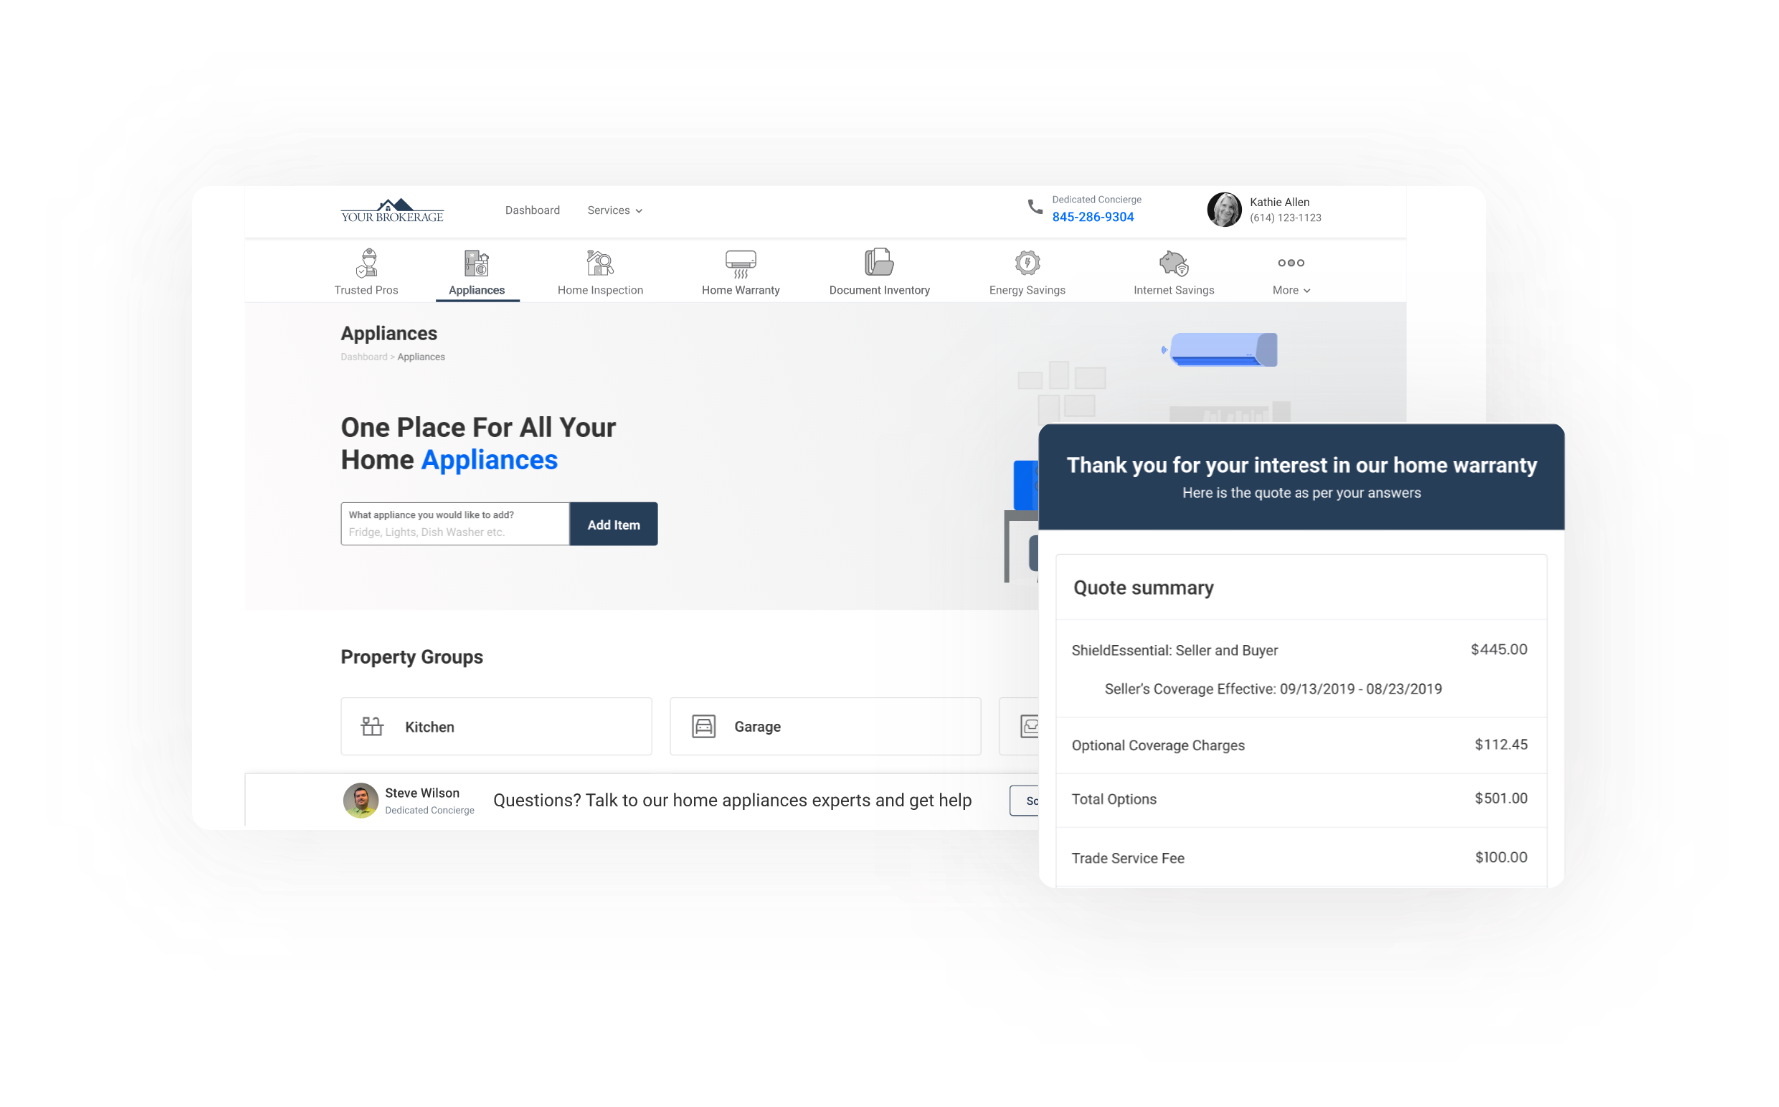 YOUR BROKERAGE
Dashboard
Services
Dedicated Concierge
845-286-9304
Kathie Allen
(614) 123-1123
Trusted Pros
Appliances
Home Inspection
Home Warranty
Document Inventory
Energy Savings
Internet Savings
More
Appliances
Dashboard > Appliances
One Place For All Your
Home Appliances
What appliance you would like to add?
Fridge, Lights, Dish Washer etc.
Add Item
Property Groups
Kitchen
Garage
Steve Wilson
Dedicated Concierge
Questions? Talk to our home appliances experts and get help
Thank you for your interest in our home warranty
Here is the quote as per your answers
Quote summary
ShieldEssential: Seller and Buyer
$445.00
Seller's Coverage Effective: 09/13/2019 - 08/23/2019
Optional Coverage Charges
$112.45
Total Options
$501.00
Trade Service Fee
$100.00